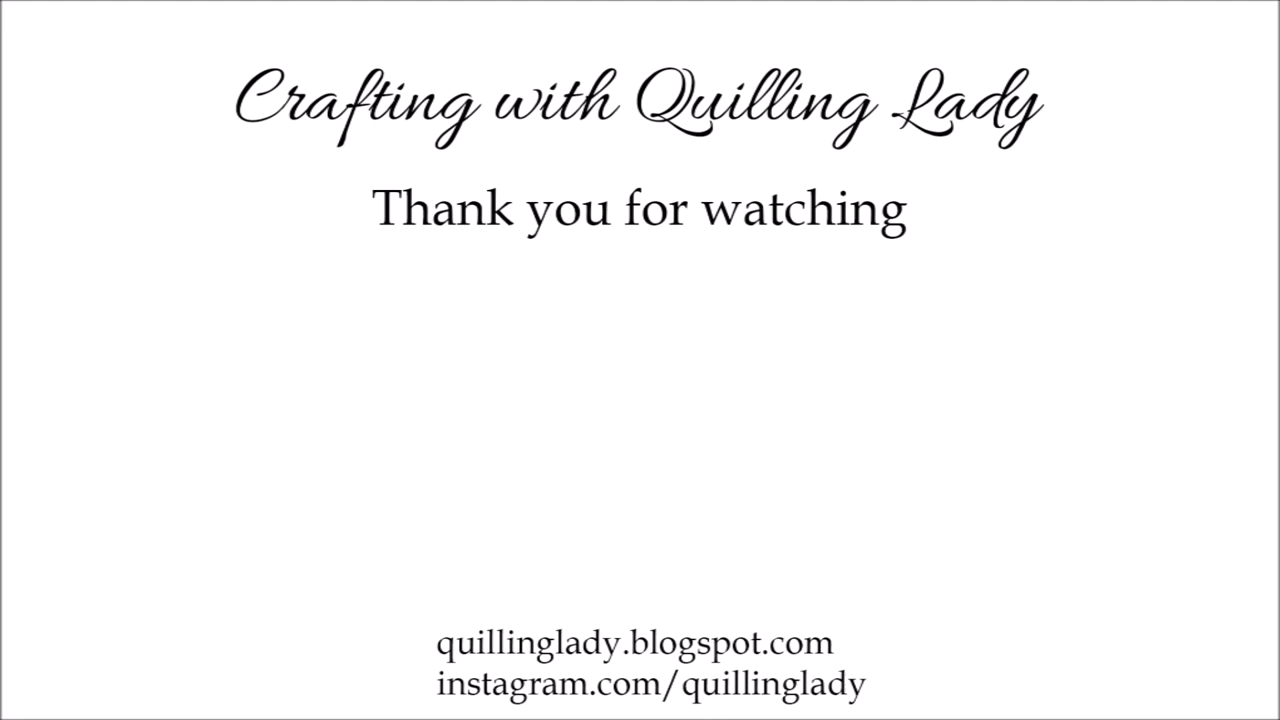 Crafting with Quilling Lady
Thank you for watching
quillinglady.blogspot.com
instagram.com/quillinglady